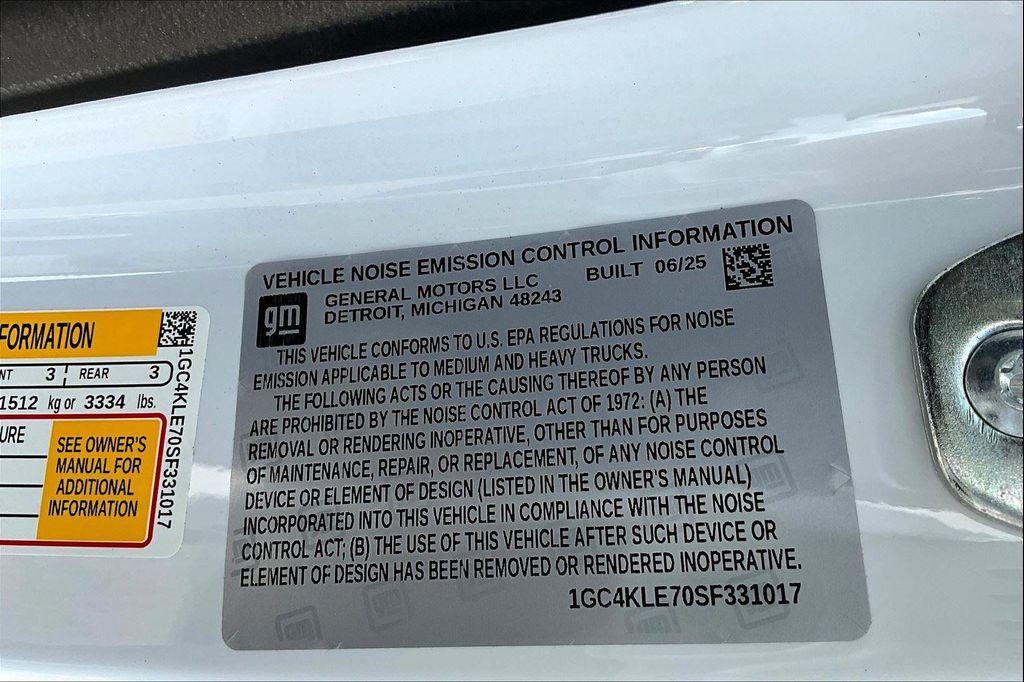 FORMATION
NT 3 REAR 3
1512 kg or 3334 lbs.
URE
SEE OWNER'S
MANUAL FOR
ADDITIONAL
INFORMATION
1GC4KLE70SF331017
VEHICLE NOISE EMISSION CONTROL INFORMATION
gm
GENERAL MOTORS LLC BUILT 06/25
DETROIT, MICHIGAN 48243
THIS VEHICLE CONFORMS TO U.S. EPA REGULATIONS FOR NOISE
EMISSION APPLICABLE TO MEDIUM AND HEAVY TRUCKS.
THE FOLLOWING ACTS OR THE CAUSING THEREOF BY ANY PERSON
ARE PROHIBITED BY THE NOISE CONTROL ACT OF 1972: (A) THE
REMOVAL OR RENDERING INOPERATIVE, OTHER THAN FOR PURPOSES
OF MAINTENANCE, REPAIR, OR REPLACEMENT, OF ANY NOISE CONTROL
DEVICE OR ELEMENT OF DESIGN (LISTED IN THE OWNER'S MANUAL)
INCORPORATED INTO THIS VEHICLE IN COMPLIANCE WITH THE NOISE
CONTROL ACT; (B) THE USE OF THIS VEHICLE AFTER SUCH DEVICE OR
ELEMENT OF DESIGN HAS BEEN REMOVED OR RENDERED INOPERATIVE.
1GC4KLE70SF331017